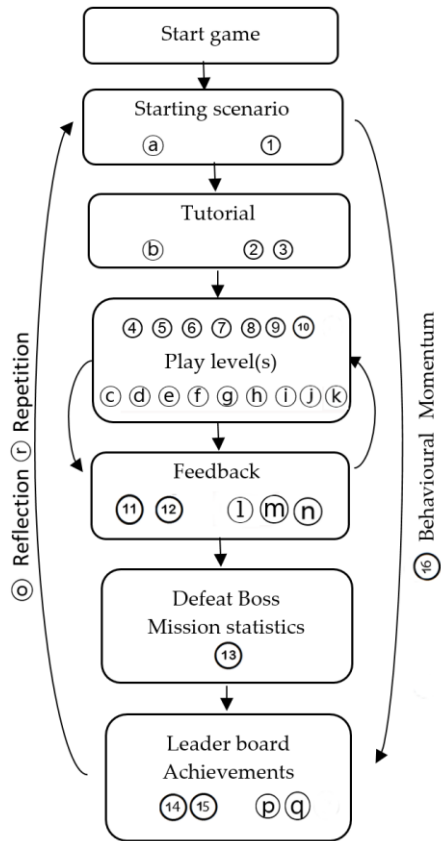 Start game
Starting scenario
ⓐ ①
Tutorial
ⓑ ② ③
④ ⑤ ⑥ ⑦ ⑧ ⑨ ⑩
Play level(s)
ⓒ ⓓ ⓔ ⓕ ⓖ ⓗ ⓘ ⓙ ⓚ
Feedback
⑪ ⑫ ⓛ ⓜ ⓝ
Defeat Boss
Mission statistics
⑬
Leader board
Achievements
⑭ ⑮ ⓟ ⓠ
ⓞ Reflection ⓡ Repetition
⑯ Behavioural Momentum